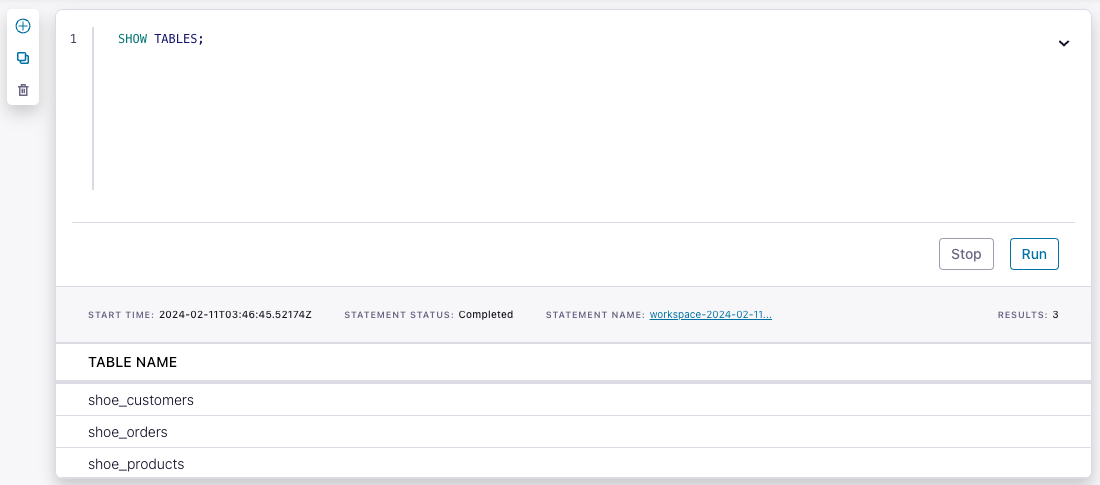 1 SHOW TABLES;
Stop Run
START TIME: 2024-02-11T03:46:45.52174Z STATEMENT STATUS: Completed STATEMENT NAME: workspace-2024-02-11... RESULTS: 3
TABLE NAME
shoe_customers
shoe_orders
shoe_products